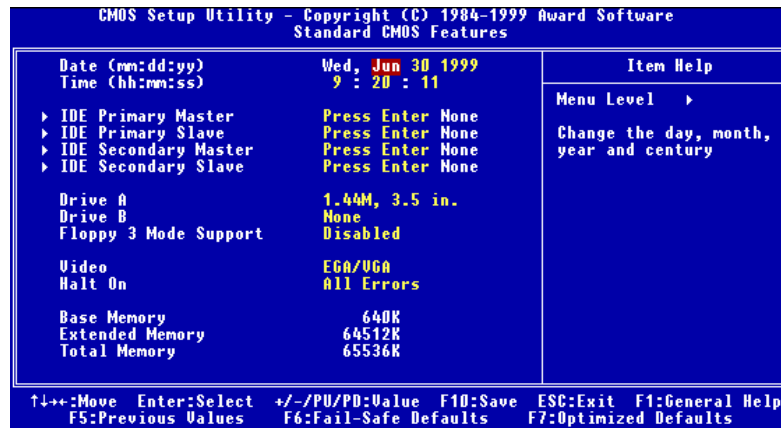 CMOS Setup Utility - Copyright (C) 1984-1999 Award Software
Standard CMOS Features
Date (mm:dd:yy) Wed, Jun 30 1999
Time (hh:mm:ss) 9 : 20 : 11
▸ IDE Primary Master Press Enter None
▸ IDE Primary Slave Press Enter None
▸ IDE Secondary Master Press Enter None
▸ IDE Secondary Slave Press Enter None
Drive A 1.44M, 3.5 in.
Drive B None
Floppy 3 Mode Support Disabled
Video EGA/VGA
Halt On All Errors
Base Memory 640K
Extended Memory 64512K
Total Memory 65536K
Item Help
Menu Level ▸
Change the day, month,
year and century
↑↓→←:Move Enter:Select +/-/PU/PD:Value F10:Save ESC:Exit F1:General Help
F5:Previous Values F6:Fail-Safe Defaults F7:Optimized Defaults